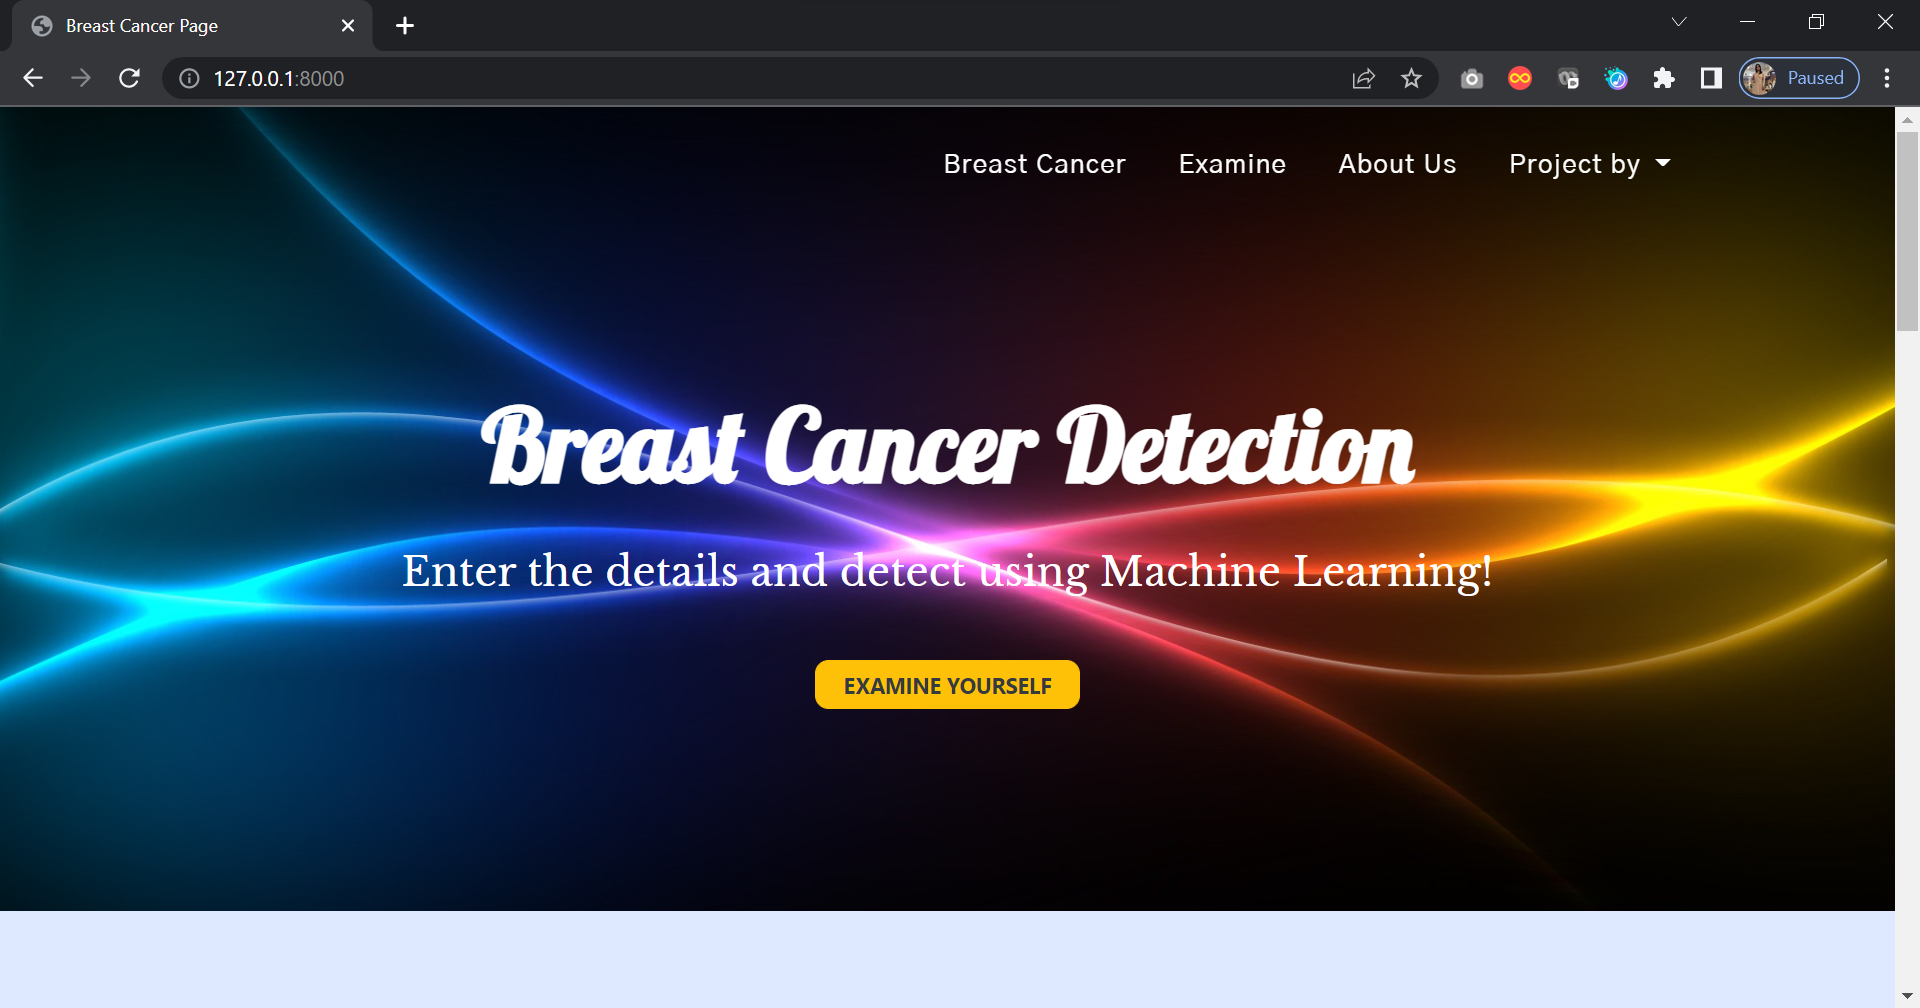 Breast Cancer Page
127.0.0.1:8000
Paused
Breast Cancer Examine About Us Project by
Breast Cancer Detection
Enter the details and detect using Machine Learning!
EXAMINE YOURSELF